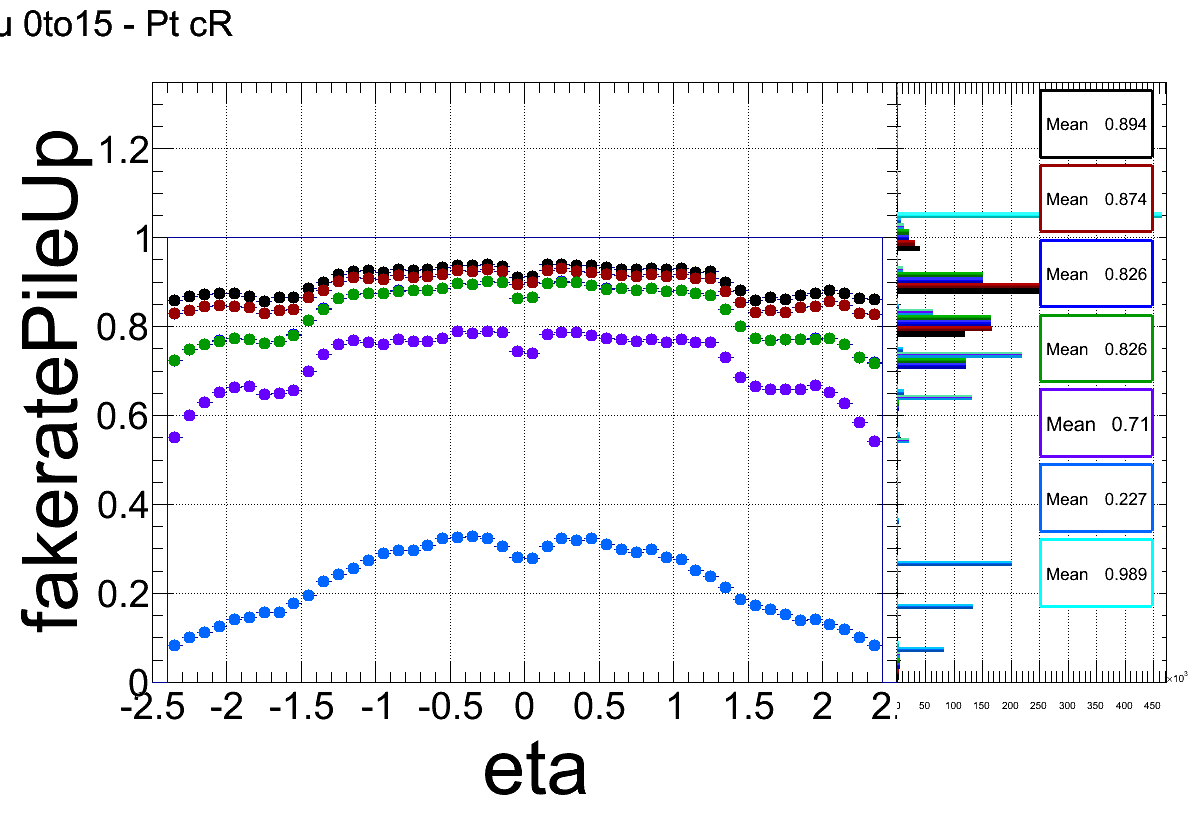 u 0to15 - Pt cR
fakeratePileUp
1.2
1
0.8
0.6
0.4
0.2
0
-2.5 -2 -1.5 -1 -0.5 0 0.5 1 1.5 2 2.
eta
Mean 0.894
Mean 0.874
Mean 0.826
Mean 0.826
Mean 0.71
Mean 0.227
Mean 0.989
×10³
0 50 100 150 200 250 300 350 400 450